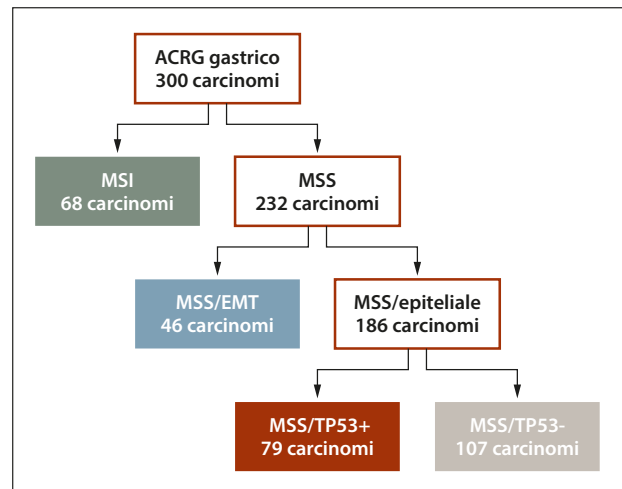 ACRG gastrico
300 carcinomi
MSI
68 carcinomi
MSS
232 carcinomi
MSS/EMT
46 carcinomi
MSS/epiteliale
186 carcinomi
MSS/TP53+
79 carcinomi
MSS/TP53-
107 carcinomi